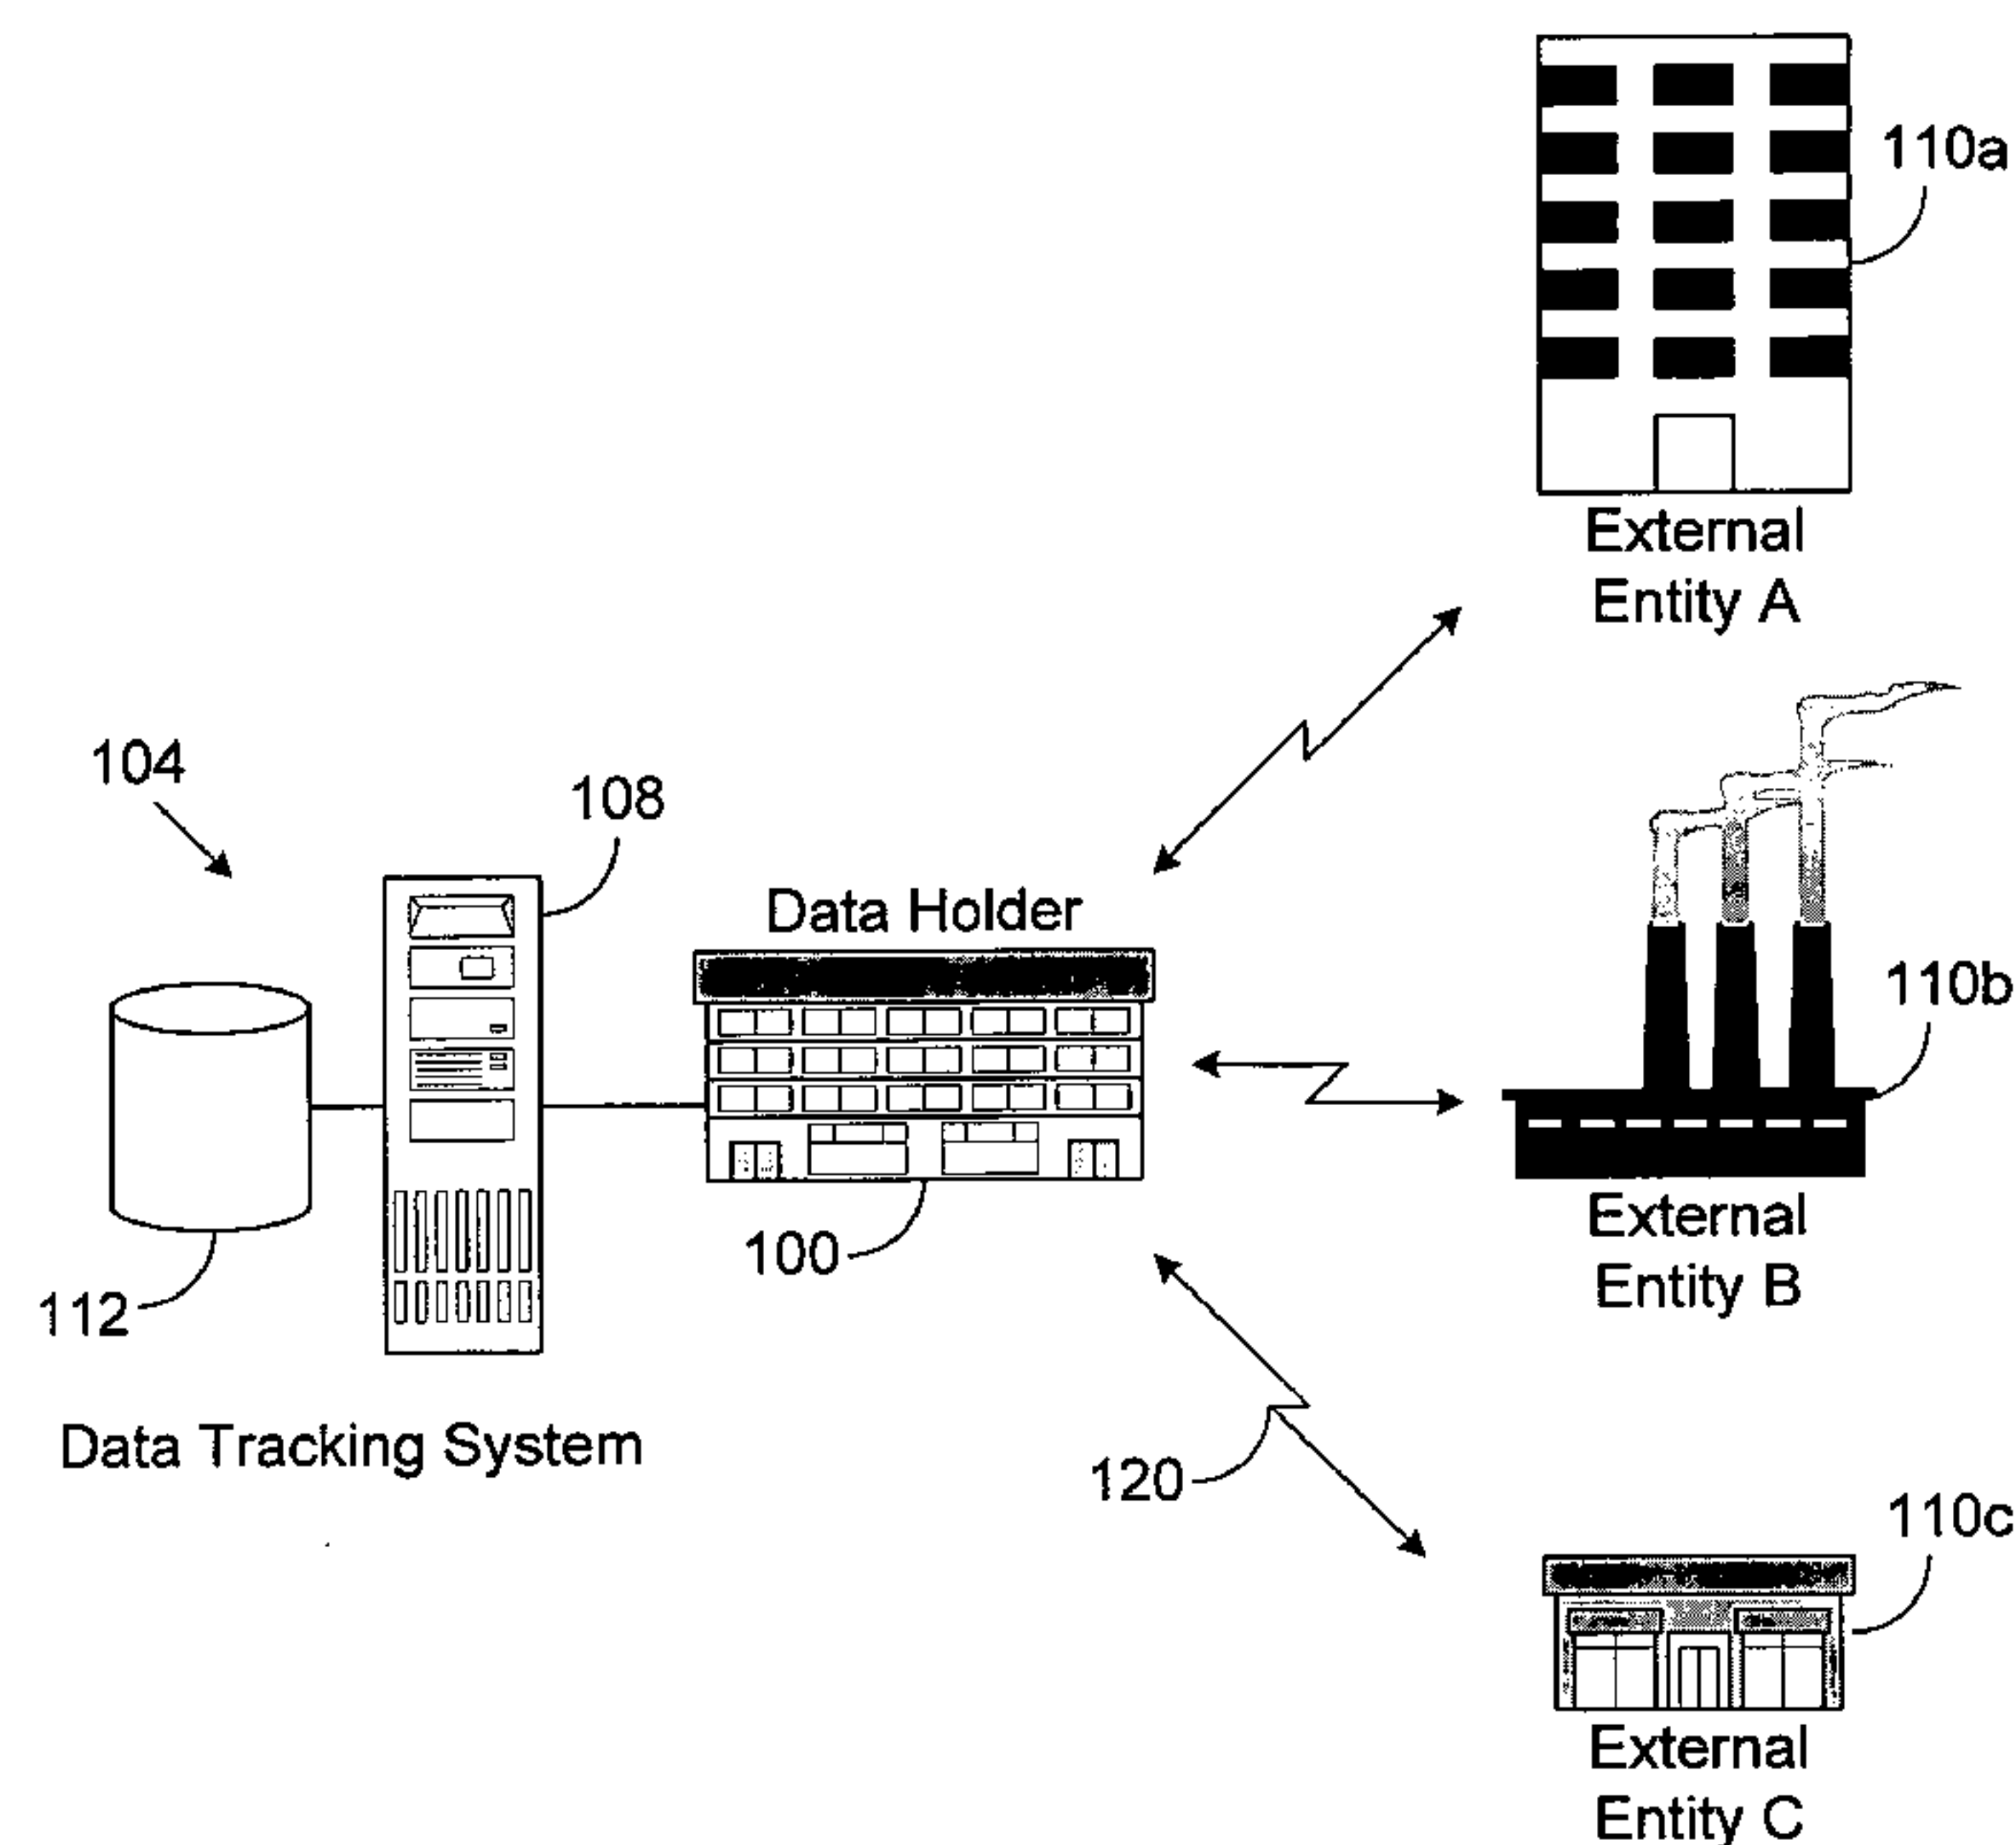 110a
External
Entity A
104
108
Data Holder
110b
External
Entity B
100
112
Data Tracking System
120
110c
External
Entity C